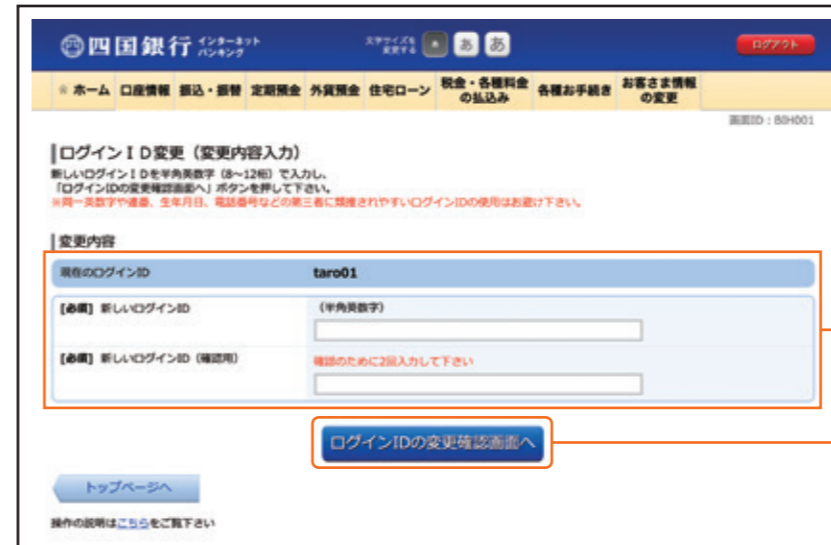 四国銀行 インターネット バンキング
文字サイズを変更する あ あ あ
ログアウト
ホーム 口座情報 振込・振替 定期預金 外貨預金 住宅ローン 税金・各種料金の払込み 各種お手続き お客さま情報の変更
画面ID：BIH001
ログインＩＤ変更（変更内容入力）
新しいログインＩＤを半角英数字（8～12桁）で入力し、
「ログインIDの変更確認画面へ」ボタンを押して下さい。
※同一英数字や連番、生年月日、電話番号などの第三者に類推されやすいログインIDの使用はお避け下さい。
変更内容
現在のログインID taro01
[必須] 新しいログインID （半角英数字）
[必須] 新しいログインID（確認用） 確認のために2回入力して下さい
ログインIDの変更確認画面へ
トップページへ
操作の説明はこちらをご覧下さい